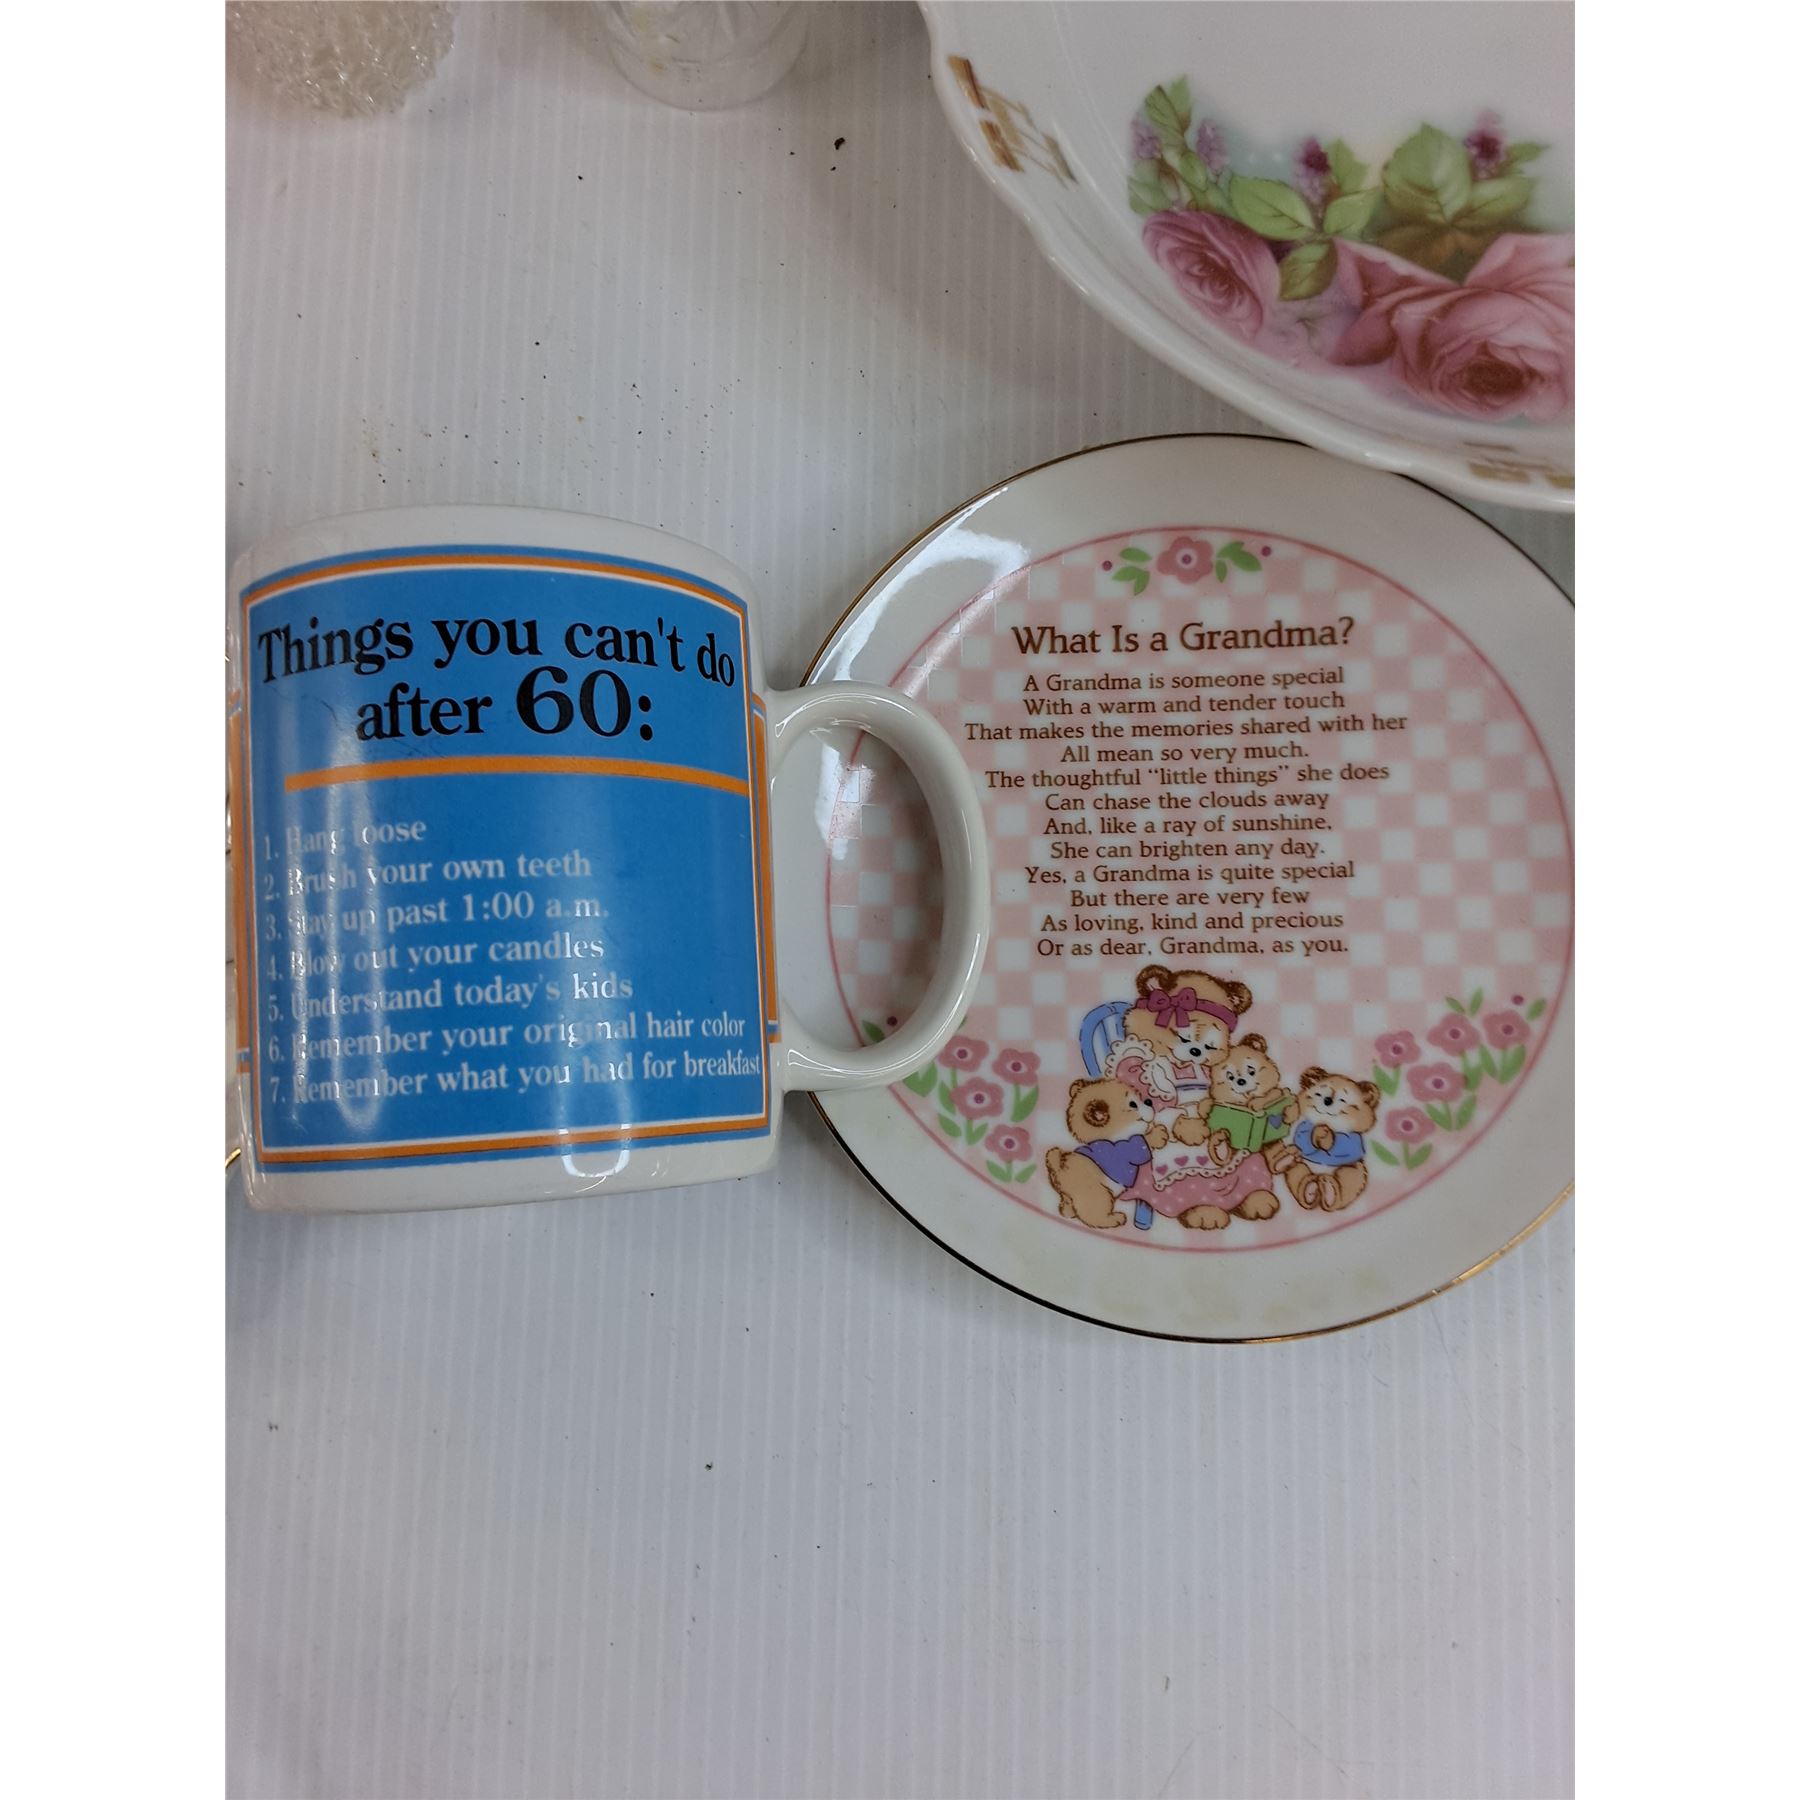 Things you can't do
after 60:
1. Hang loose
2. Brush your own teeth
3. Stay up past 1:00 a.m.
4. Blow out your candles
5. Understand today's kids
6. Remember your original hair color
7. Remember what you had for breakfast
What Is a Grandma?
A Grandma is someone special
With a warm and tender touch
That makes the memories shared with her
All mean so very much.
The thoughtful "little things" she does
Can chase the clouds away
And, like a ray of sunshine,
She can brighten any day.
Yes, a Grandma is quite special
But there are very few
As loving, kind and precious
Or as dear, Grandma, as you.